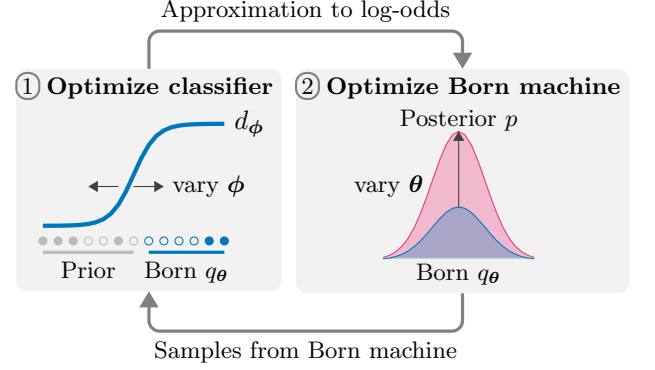 Approximation to log-odds
1 Optimize classifier
d_ϕ
vary ϕ
Prior
Born q_θ
2 Optimize Born machine
Posterior p
vary θ
Born q_θ
Samples from Born machine